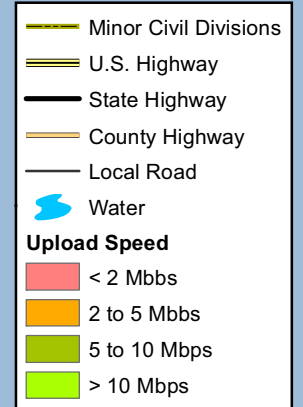 Minor Civil Divisions
U.S. Highway
State Highway
County Highway
Local Road
Water
Upload Speed
< 2 Mbbs
2 to 5 Mbbs
5 to 10 Mbps
> 10 Mbps